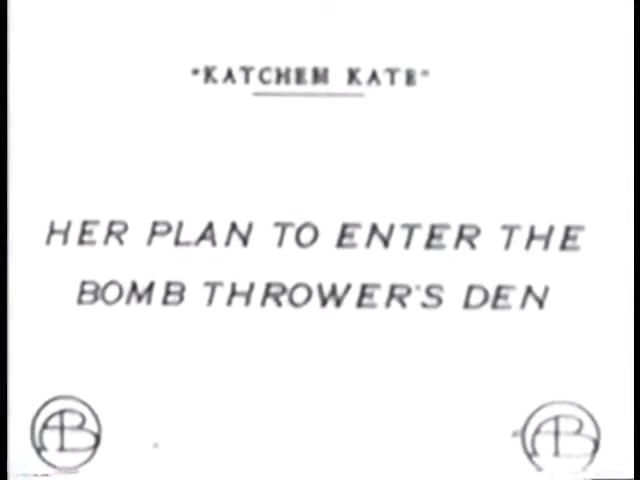 "KATCHEM KATE"
HER PLAN TO ENTER THE
BOMB THROWER'S DEN
AB AB